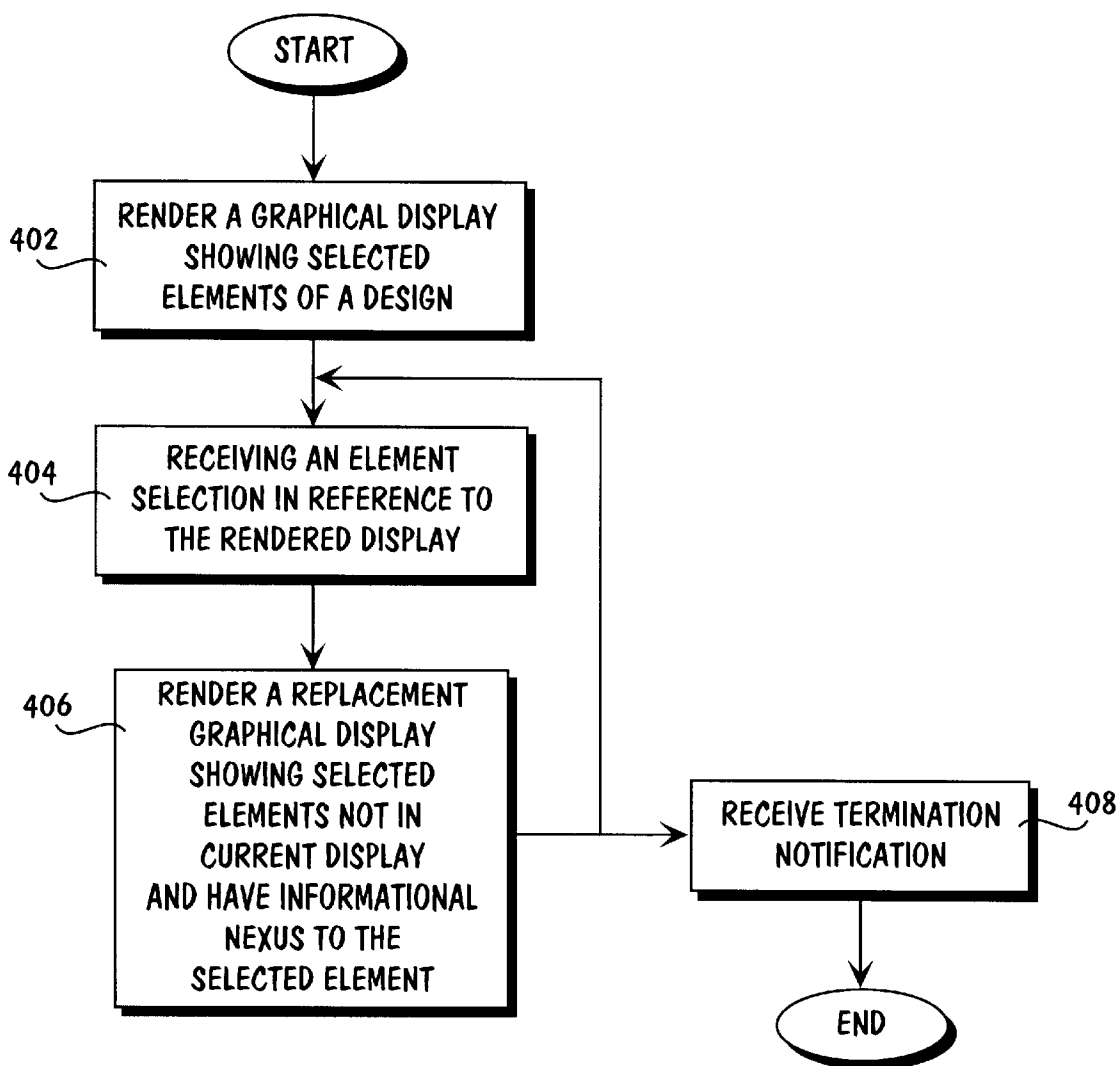 START
402
RENDER A GRAPHICAL DISPLAY
SHOWING SELECTED
ELEMENTS OF A DESIGN
404
RECEIVING AN ELEMENT
SELECTION IN REFERENCE TO
THE RENDERED DISPLAY
406
RENDER A REPLACEMENT
GRAPHICAL DISPLAY
SHOWING SELECTED
ELEMENTS NOT IN
CURRENT DISPLAY
AND HAVE INFORMATIONAL
NEXUS TO THE
SELECTED ELEMENT
RECEIVE TERMINATION
NOTIFICATION
408
END